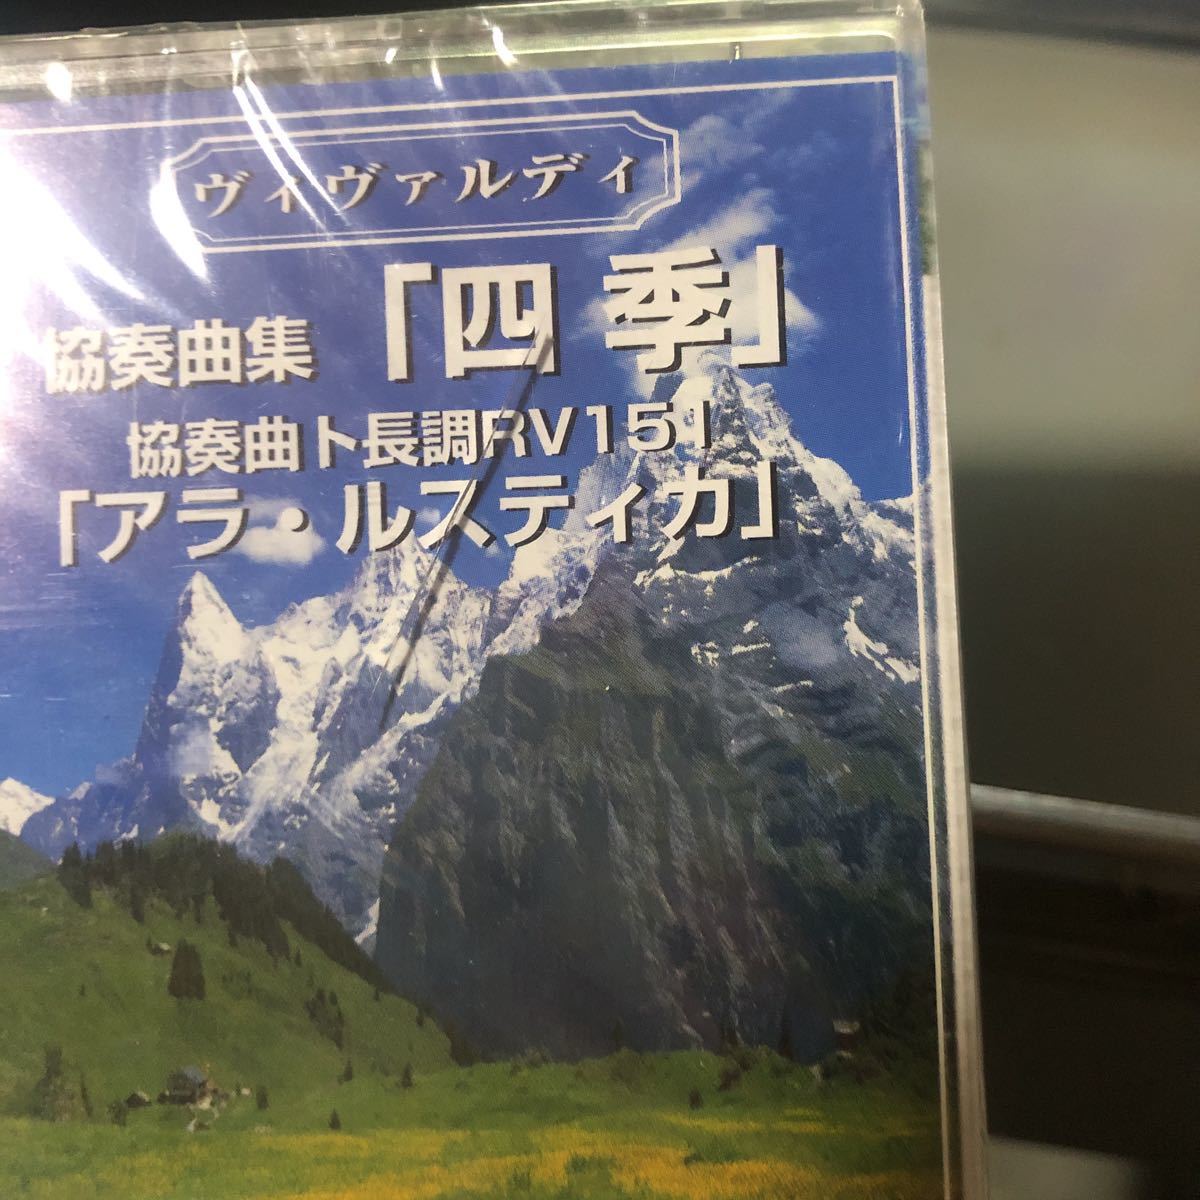 ヴィヴァルディ
協奏曲集「四季」
協奏曲ト長調RV151
「アラ・ルスティカ」